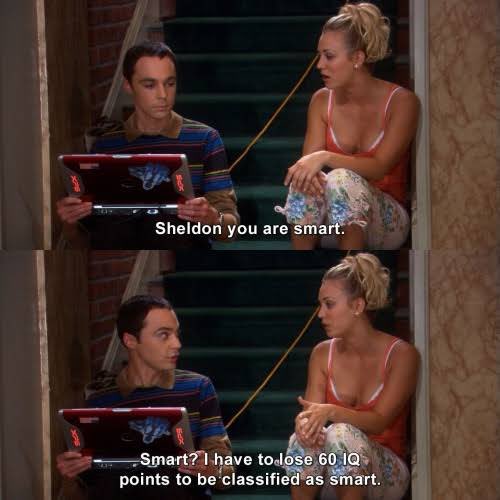 Sheldon you are smart.
Smart? I have to lose 60 IQ
points to be classified as smart.